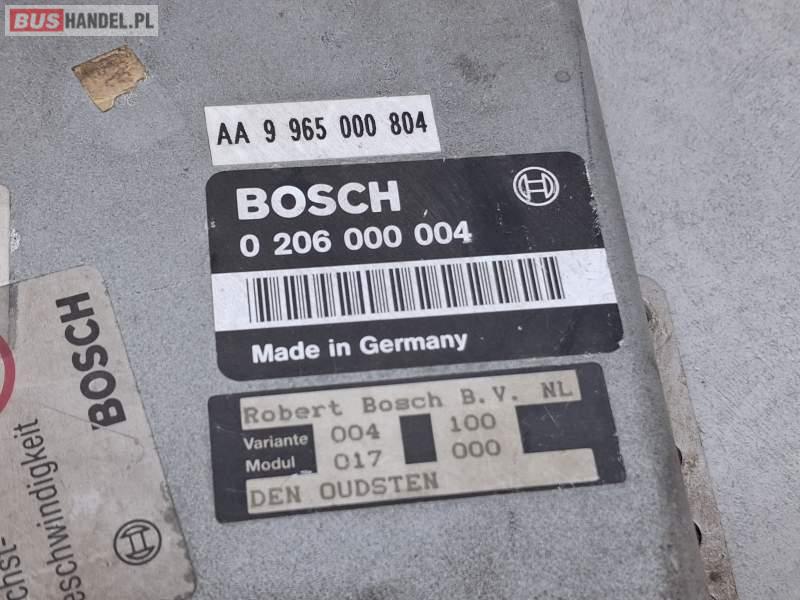 BUSHANDEL.PL
AA 9 965 000 804
BOSCH
0 206 000 004
Made in Germany
Robert Bosch B.V. NL
Variante 004 100
Modul 017 000
DEN OUDSTEN
BOSCH
chst-
eschwindigkeit